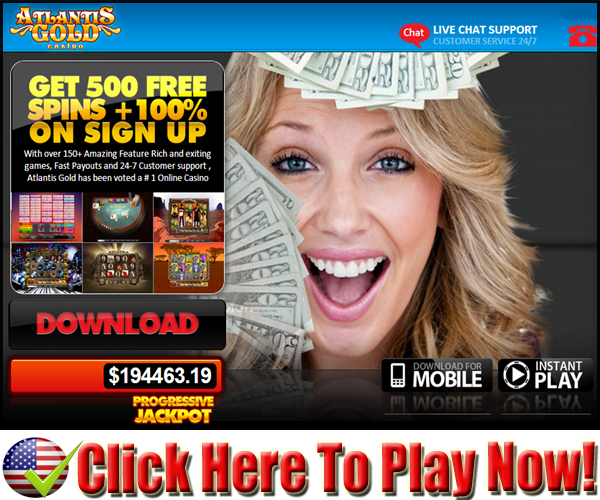 ATLANTIS
GOLD
casino
Chat
LIVE CHAT SUPPORT
CUSTOMER SERVICE 24/7
GET 500 FREE
SPINS +100%
ON SIGN UP
With over 150+ Amazing Feature Rich and exiting
games, Fast Payouts and 24-7 Customer support ,
Atlantis Gold has been voted a # 1 Online Casino
DOWNLOAD
$194463.19
PROGRESSIVE
JACKPOT
DOWNLOAD FOR
MOBILE
INSTANT
PLAY
Click Here To Play Now!